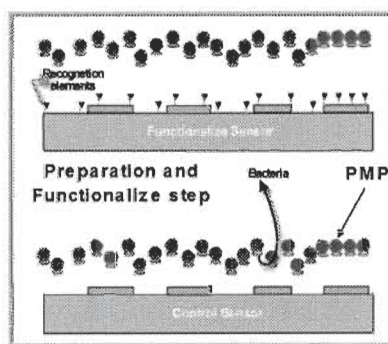 Recognition
elements
Functionalize Sensor
Preparation and
Functionalize step
Bacteria
PMP
Control Sensor